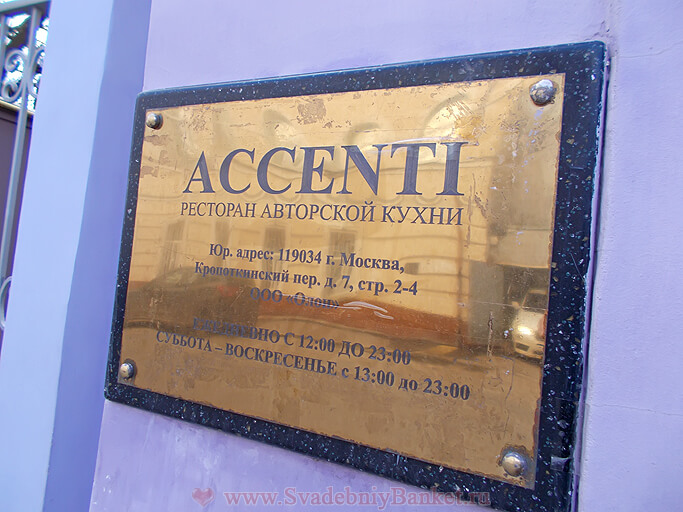 ACCENTI
РЕСТОРАН АВТОРСКОЙ КУХНИ
Юр. адрес: 119034 г. Москва,
Кропоткинский пер. д. 7, стр. 2-4
ООО
С 12:00 ДО 23:00
СУББОТА – ВОСКРЕСЕНЬЕ с 13:00 до 23:00
www.SvadebniyBanket.ru